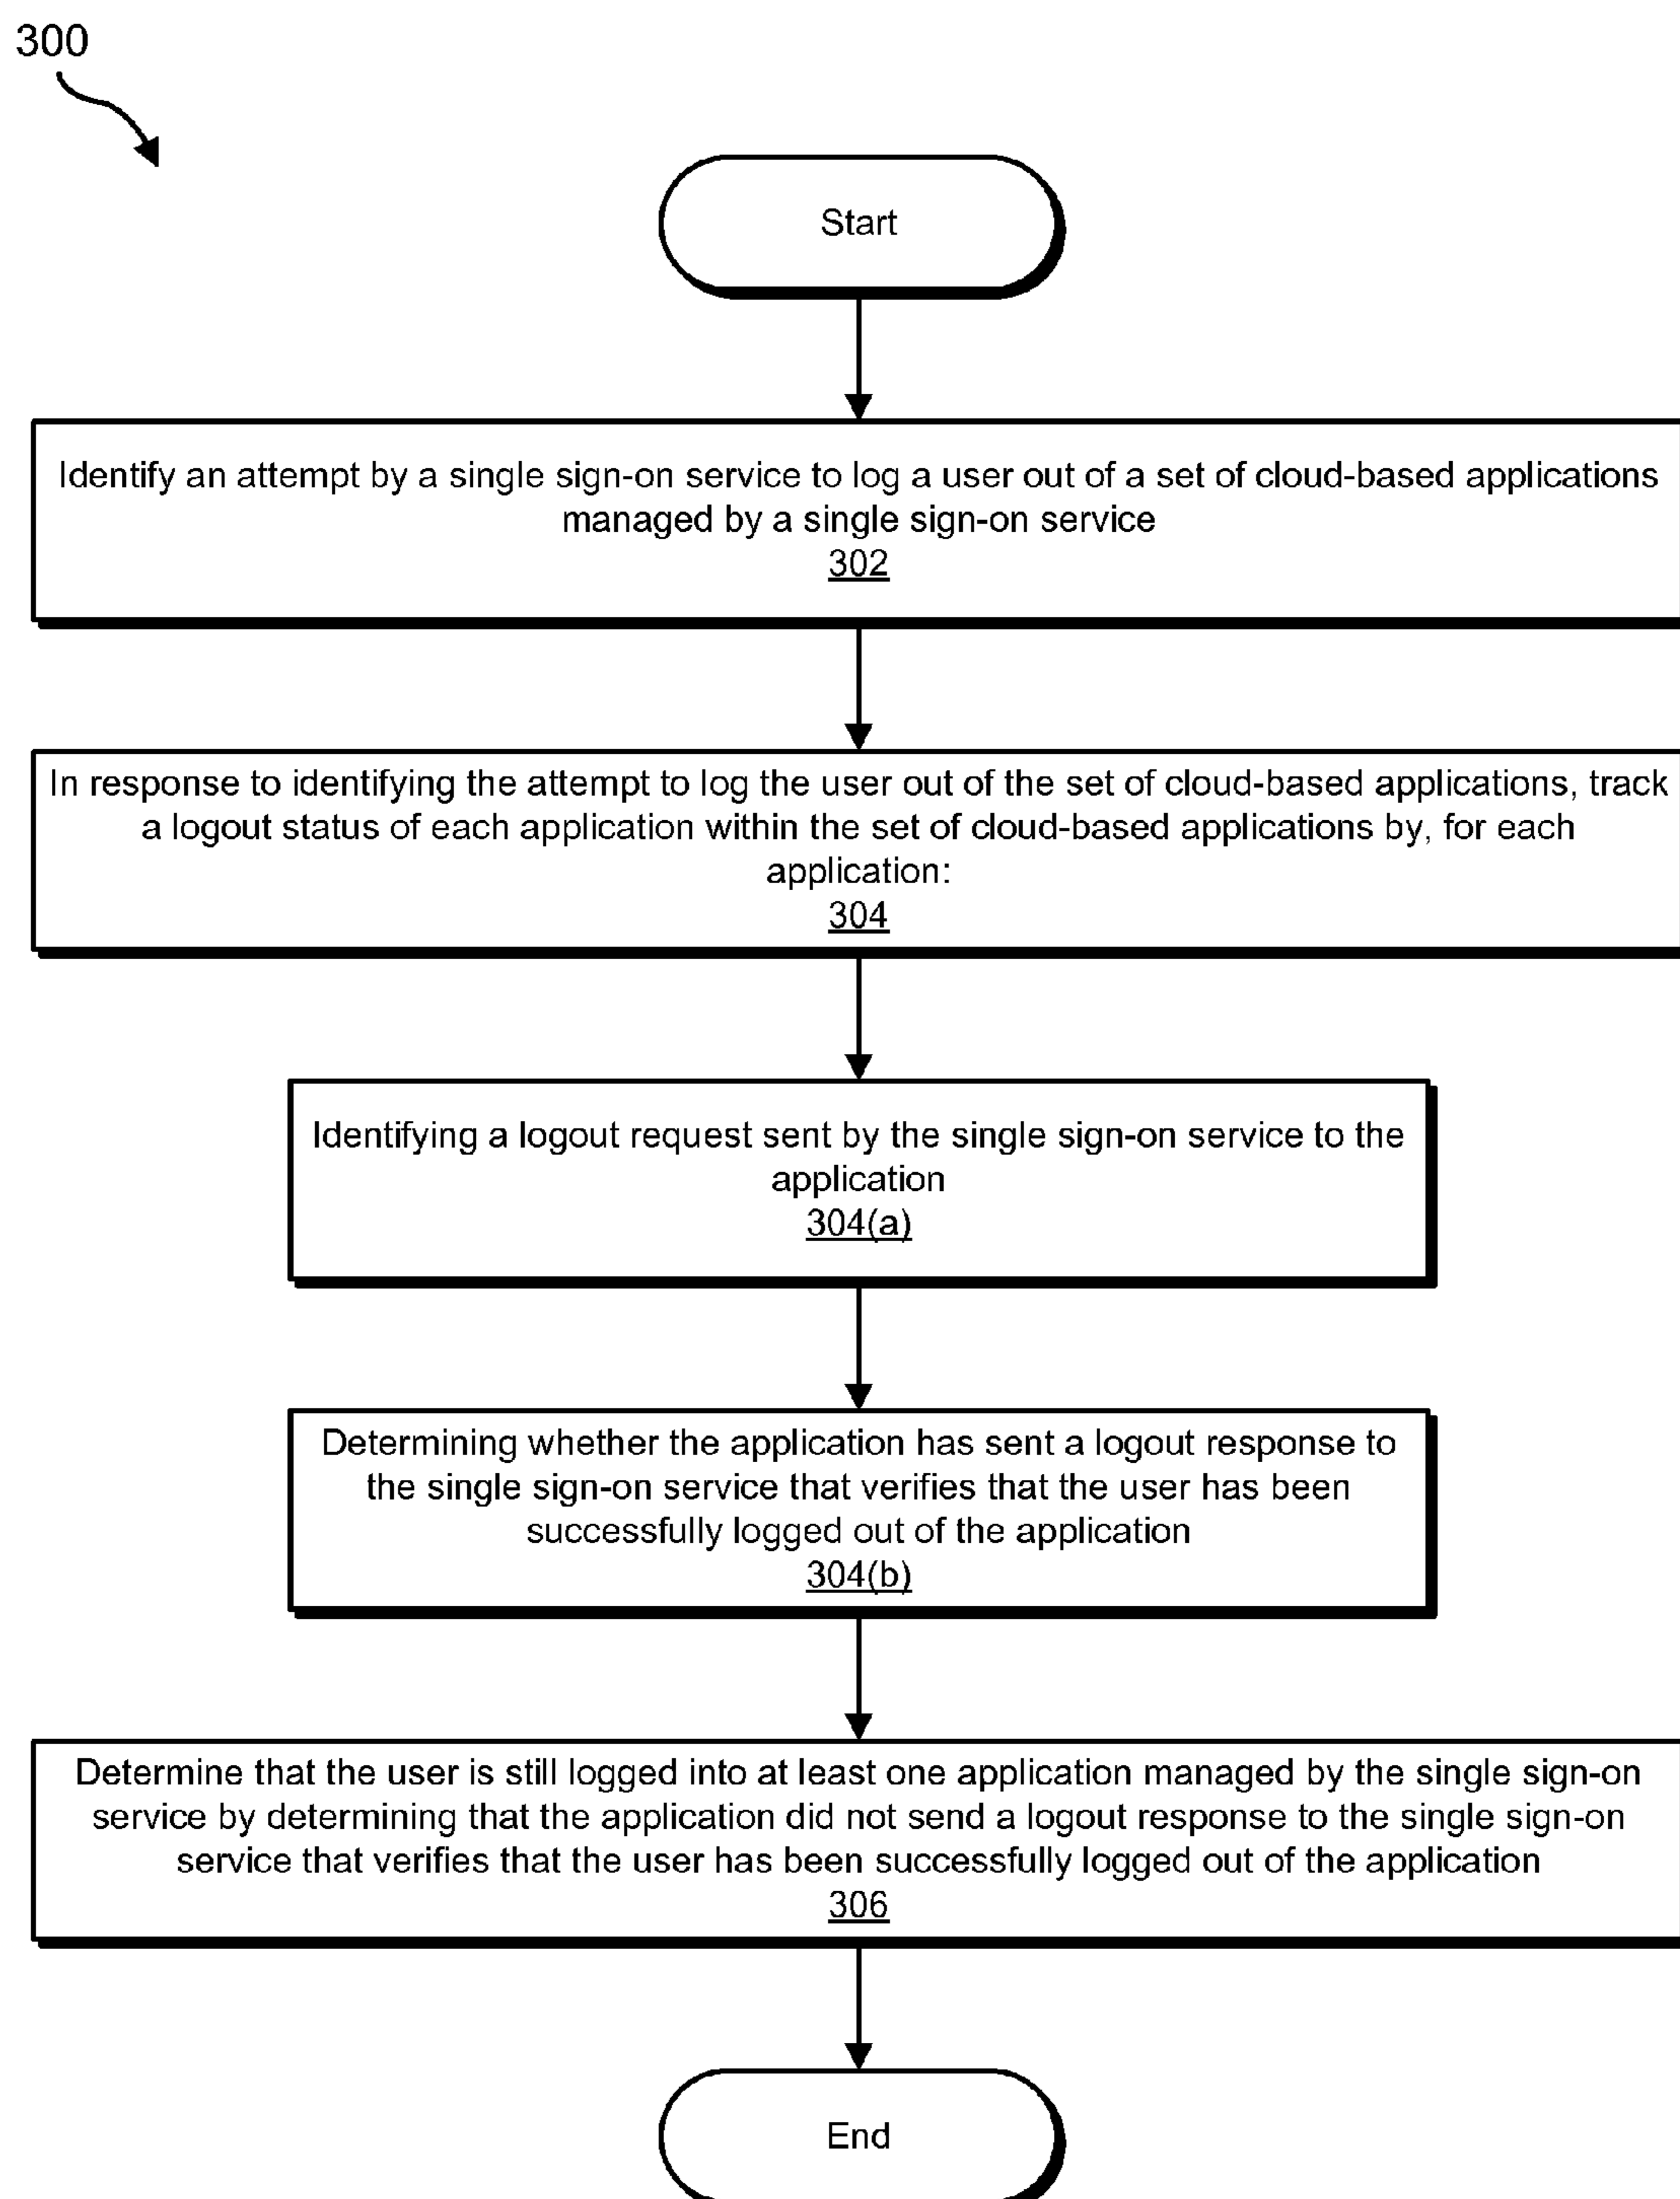 300
Start
Identify an attempt by a single sign-on service to log a user out of a set of cloud-based applications
managed by a single sign-on service
302
In response to identifying the attempt to log the user out of the set of cloud-based applications, track
a logout status of each application within the set of cloud-based applications by, for each
application:
304
Identifying a logout request sent by the single sign-on service to the
application
304(a)
Determining whether the application has sent a logout response to
the single sign-on service that verifies that the user has been
successfully logged out of the application
304(b)
Determine that the user is still logged into at least one application managed by the single sign-on
service by determining that the application did not send a logout response to the single sign-on
service that verifies that the user has been successfully logged out of the application
306
End